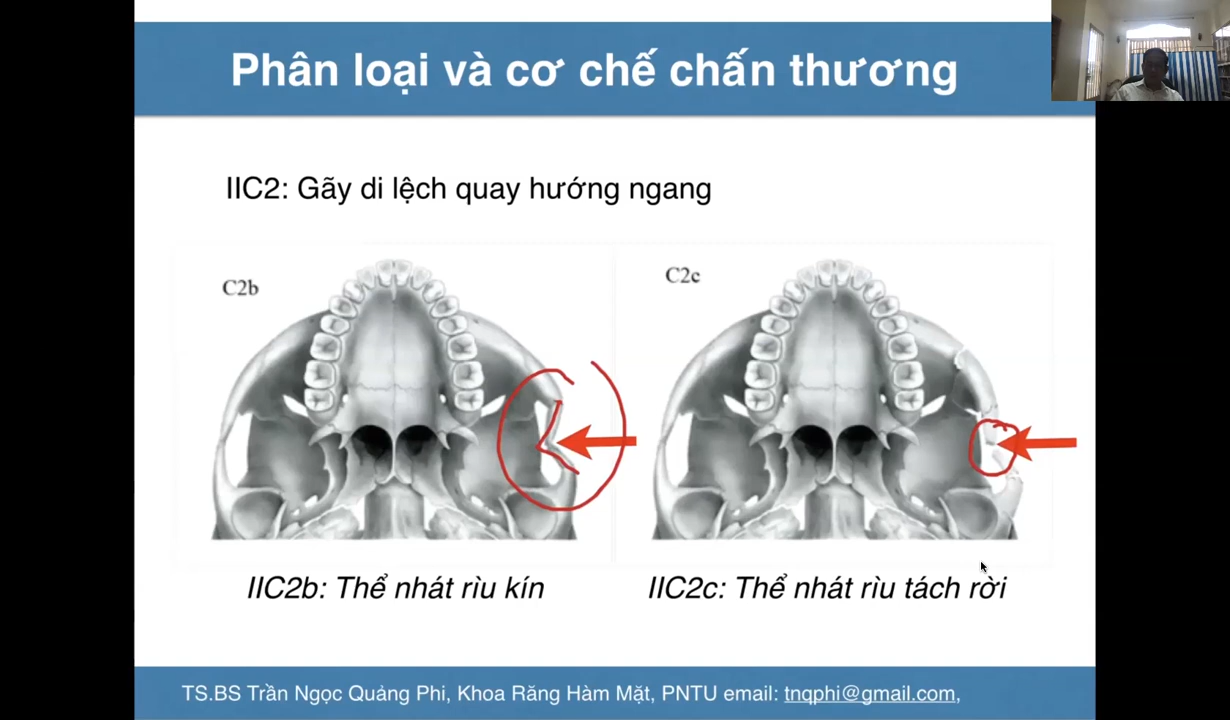 Phân loại và cơ chế chấn thương
IIC2: Gãy di lệch quay hướng ngang
C2b
C2c
IIC2b: Thể nhát rìu kín
IIC2c: Thể nhát rìu tách rời
TS.BS Trần Ngọc Quảng Phi, Khoa Răng Hàm Mặt, PNTU email: tnqphi@gmail.com,